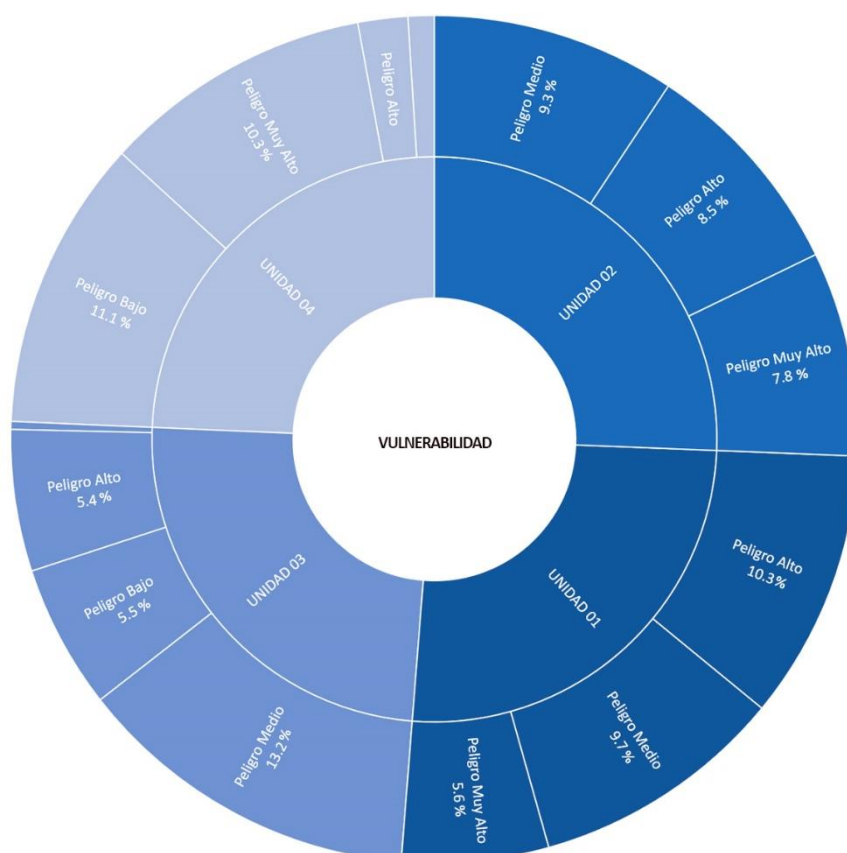 VULNERABILIDAD
UNIDAD 02
Peligro Medio
9.3 %
Peligro Alto
8.5 %
Peligro Muy Alto
7.8 %
UNIDAD 01
Peligro Alto
10.3%
Peligro Medio
9.7 %
Peligro Muy Alto
5.6 %
UNIDAD 03
Peligro Medio
13.2 %
Peligro Bajo
5.5 %
Peligro Alto
5.4 %
UNIDAD 04
Peligro Bajo
11.1 %
Peligro Muy Alto
10.3 %
Peligro Alto